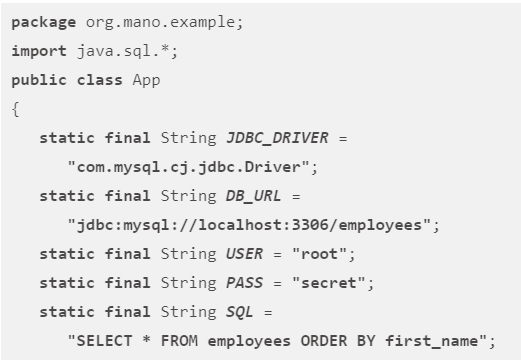 package org.mano.example;
import java.sql.*;
public class App
{
   static final String JDBC_DRIVER =
      "com.mysql.cj.jdbc.Driver";
   static final String DB_URL =
      "jdbc:mysql://localhost:3306/employees";
   static final String USER = "root";
   static final String PASS = "secret";
   static final String SQL =
      "SELECT * FROM employees ORDER BY first_name";